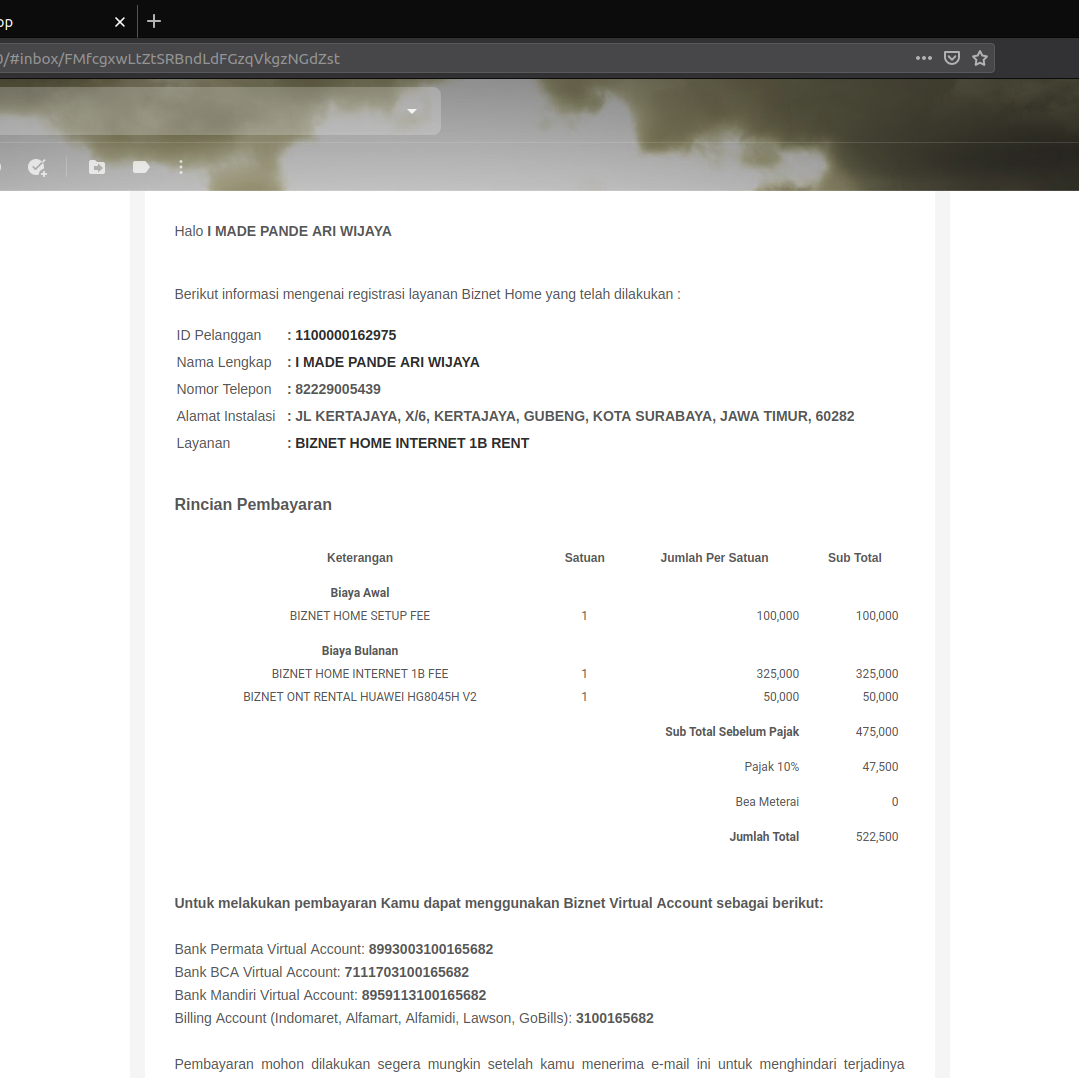 op
0/#inbox/FMfcgxwLtZtSRBndLdFGzqVkgzNGdZst
Halo I MADE PANDE ARI WIJAYA
Berikut informasi mengenai registrasi layanan Biznet Home yang telah dilakukan :
ID Pelanggan : 1100000162975
Nama Lengkap : I MADE PANDE ARI WIJAYA
Nomor Telepon : 82229005439
Alamat Instalasi : JL KERTAJAYA, X/6, KERTAJAYA, GUBENG, KOTA SURABAYA, JAWA TIMUR, 60282
Layanan : BIZNET HOME INTERNET 1B RENT
Rincian Pembayaran
Keterangan Satuan Jumlah Per Satuan Sub Total
Biaya Awal
BIZNET HOME SETUP FEE 1 100,000 100,000
Biaya Bulanan
BIZNET HOME INTERNET 1B FEE 1 325,000 325,000
BIZNET ONT RENTAL HUAWEI HG8045H V2 1 50,000 50,000
Sub Total Sebelum Pajak 475,000
Pajak 10% 47,500
Bea Meterai 0
Jumlah Total 522,500
Untuk melakukan pembayaran Kamu dapat menggunakan Biznet Virtual Account sebagai berikut:
Bank Permata Virtual Account: 8993003100165682
Bank BCA Virtual Account: 7111703100165682
Bank Mandiri Virtual Account: 8959113100165682
Billing Account (Indomaret, Alfamart, Alfamidi, Lawson, GoBills): 3100165682
Pembayaran mohon dilakukan segera mungkin setelah kamu menerima e-mail ini untuk menghindari terjadinya